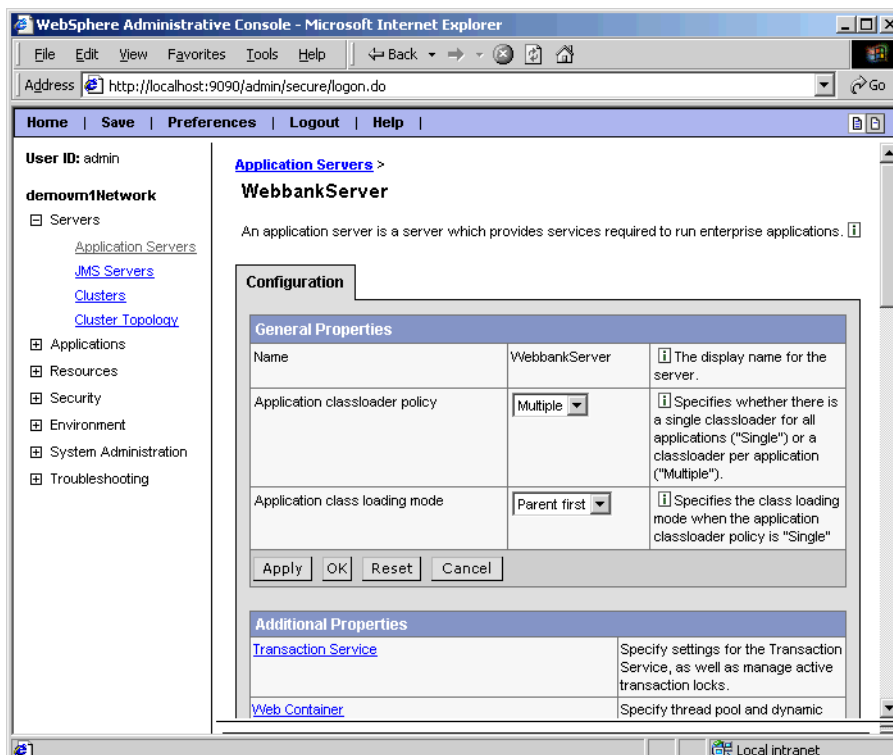 WebSphere Administrative Console - Microsoft Internet Explorer
File Edit View Favorites Tools Help Back
Address http://localhost:9090/admin/secure/logon.do Go
Home | Save | Preferences | Logout | Help |
User ID: admin
demovm1Network
Servers
Application Servers
JMS Servers
Clusters
Cluster Topology
Applications
Resources
Security
Environment
System Administration
Troubleshooting
Application Servers >
WebbankServer
An application server is a server which provides services required to run enterprise applications. i
Configuration
General Properties
Name WebbankServer i The display name for the
server.
Application classloader policy Multiple i Specifies whether there is
a single classloader for all
applications ("Single") or a
classloader per application
("Multiple").
Application class loading mode Parent first i Specifies the class loading
mode when the application
classloader policy is "Single"
Apply OK Reset Cancel
Additional Properties
Transaction Service Specify settings for the Transaction
Service, as well as manage active
transaction locks.
Web Container Specify thread pool and dynamic
Local intranet